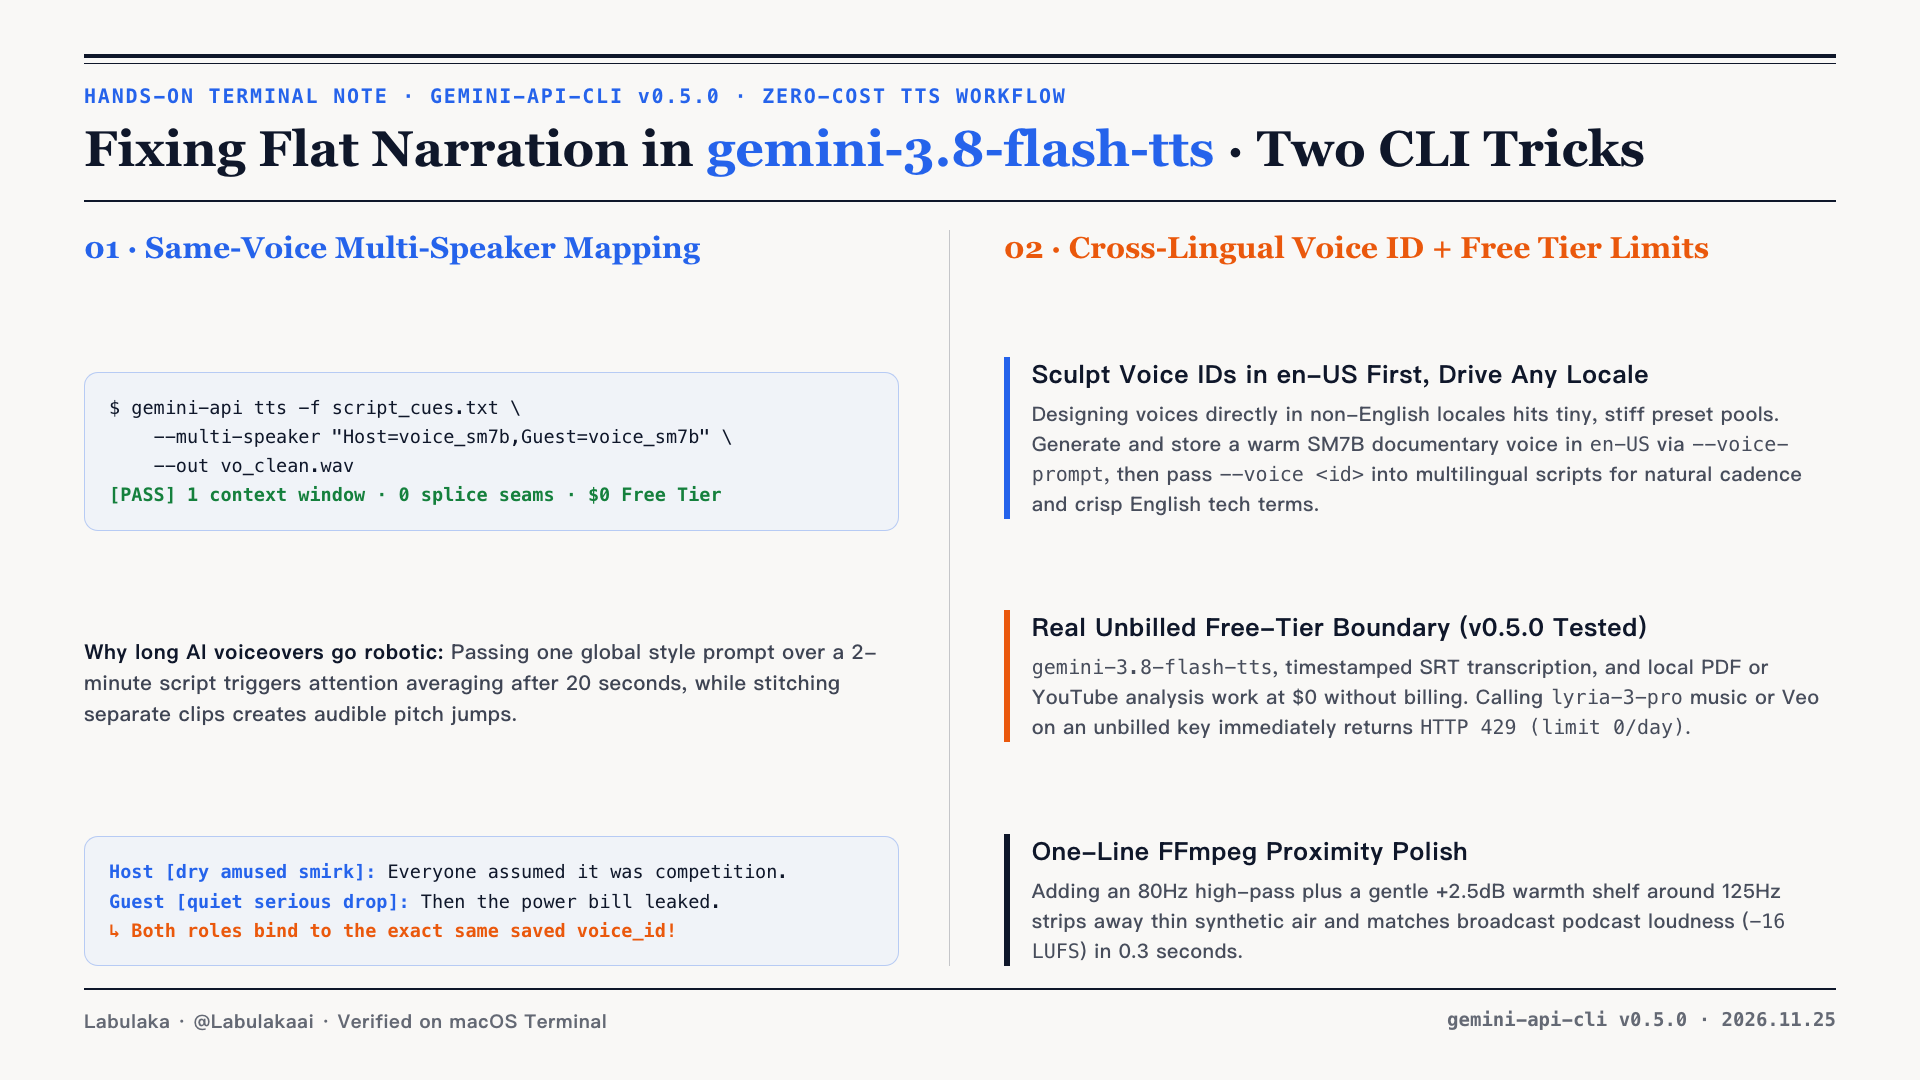 HANDS-ON TERMINAL NOTE · GEMINI-API-CLI v0.5.0 · ZERO-COST TTS WORKFLOW
Fixing Flat Narration in gemini-3.8-flash-tts · Two CLI Tricks
01 · Same-Voice Multi-Speaker Mapping
$ gemini-api tts -f script_cues.txt \
--multi-speaker "Host=voice_sm7b,Guest=voice_sm7b" \
--out vo_clean.wav
[PASS] 1 context window · 0 splice seams · $0 Free Tier
Why long AI voiceovers go robotic: Passing one global style prompt over a 2-
minute script triggers attention averaging after 20 seconds, while stitching
separate clips creates audible pitch jumps.
Host [dry amused smirk]: Everyone assumed it was competition.
Guest [quiet serious drop]: Then the power bill leaked.
↳ Both roles bind to the exact same saved voice_id!
02 · Cross-Lingual Voice ID + Free Tier Limits
Sculpt Voice IDs in en-US First, Drive Any Locale
Designing voices directly in non-English locales hits tiny, stiff preset pools.
Generate and store a warm SM7B documentary voice in en-US via --voice-
prompt, then pass --voice <id> into multilingual scripts for natural cadence
and crisp English tech terms.
Real Unbilled Free-Tier Boundary (v0.5.0 Tested)
gemini-3.8-flash-tts, timestamped SRT transcription, and local PDF or
YouTube analysis work at $0 without billing. Calling lyria-3-pro music or Veo
on an unbilled key immediately returns HTTP 429 (limit 0/day).
One-Line FFmpeg Proximity Polish
Adding an 80Hz high-pass plus a gentle +2.5dB warmth shelf around 125Hz
strips away thin synthetic air and matches broadcast podcast loudness (-16
LUFS) in 0.3 seconds.
Labulaka · @Labulakaai · Verified on macOS Terminal
gemini-api-cli v0.5.0 · 2026.11.25